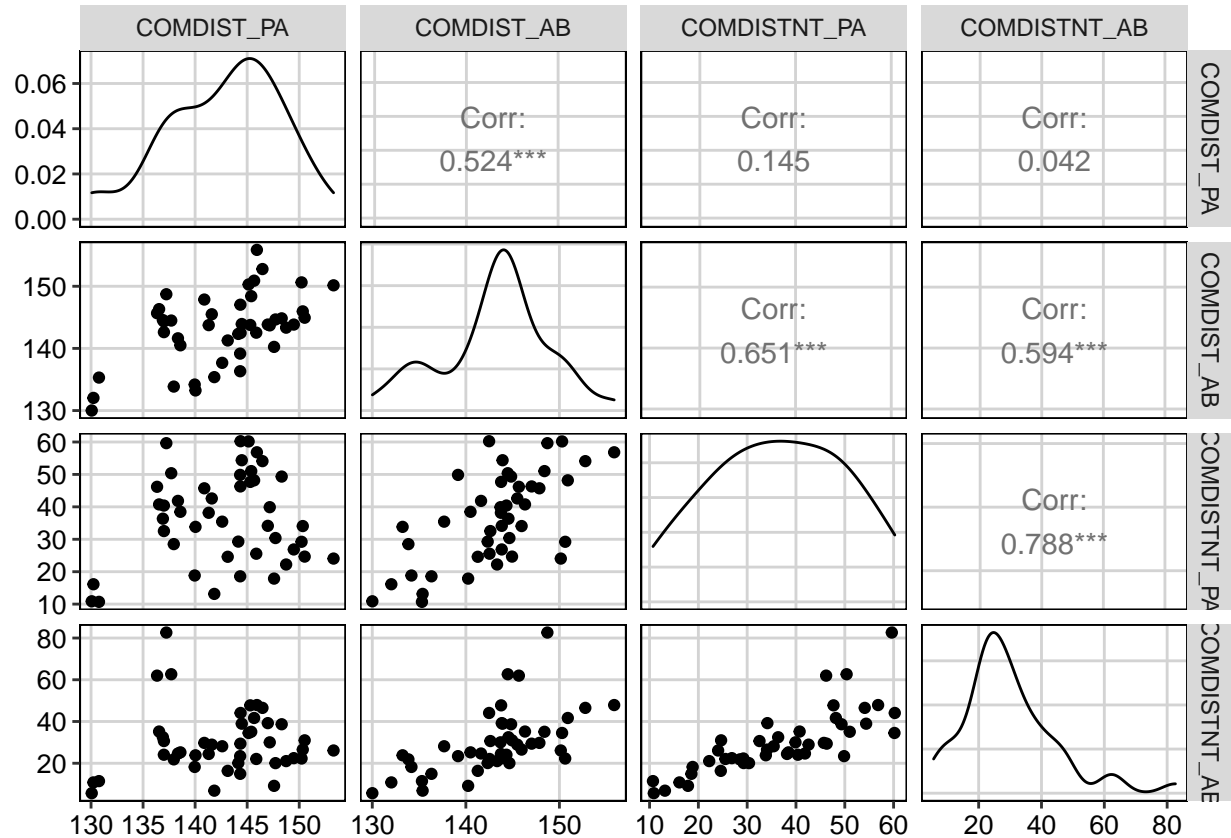 COMDIST_PA COMDIST_AB COMDISTNT_PA COMDISTNT_AB
0.06
0.04
0.02
0.00
Corr:
0.524***
Corr:
0.145
Corr:
0.042
COMDIST_PA
150
140
130
Corr:
0.651***
Corr:
0.594***
COMDIST_AB
60
50
40
30
20
10
Corr:
0.788***
COMDISTNT_PA
80
60
40
20
COMDISTNT_AB
130 135 140 145 150 130 140 150 10 20 30 40 50 60 20 40 60 80